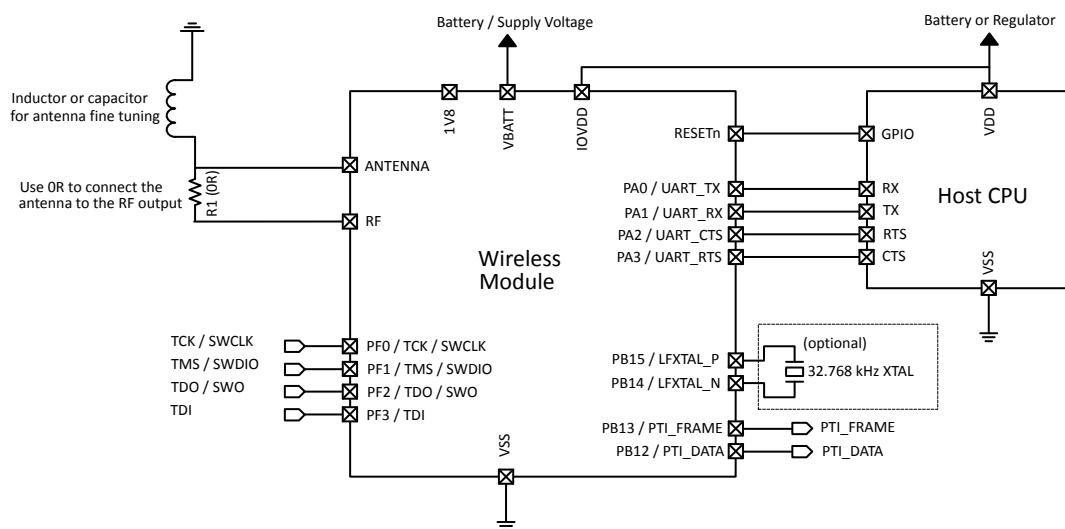 Battery / Supply Voltage
Battery or Regulator
Inductor or capacitor
for antenna fine tuning
1V8
VBATT
IOVDD
VDD
RESETn
GPIO
ANTENNA
Use 0R to connect the
antenna to the RF output
R1 (0R)
RF
PA0 / UART_TX
RX
PA1 / UART_RX
TX
PA2 / UART_CTS
RTS
PA3 / UART_RTS
CTS
Host CPU
Wireless
Module
VSS
TCK / SWCLK
PF0 / TCK / SWCLK
TMS / SWDIO
PF1 / TMS / SWDIO
TDO / SWO
PF2 / TDO / SWO
TDI
PF3 / TDI
(optional)
PB15 / LFXTAL_P
32.768 kHz XTAL
PB14 / LFXTAL_N
PB13 / PTI_FRAME
PTI_FRAME
PB12 / PTI_DATA
PTI_DATA
VSS